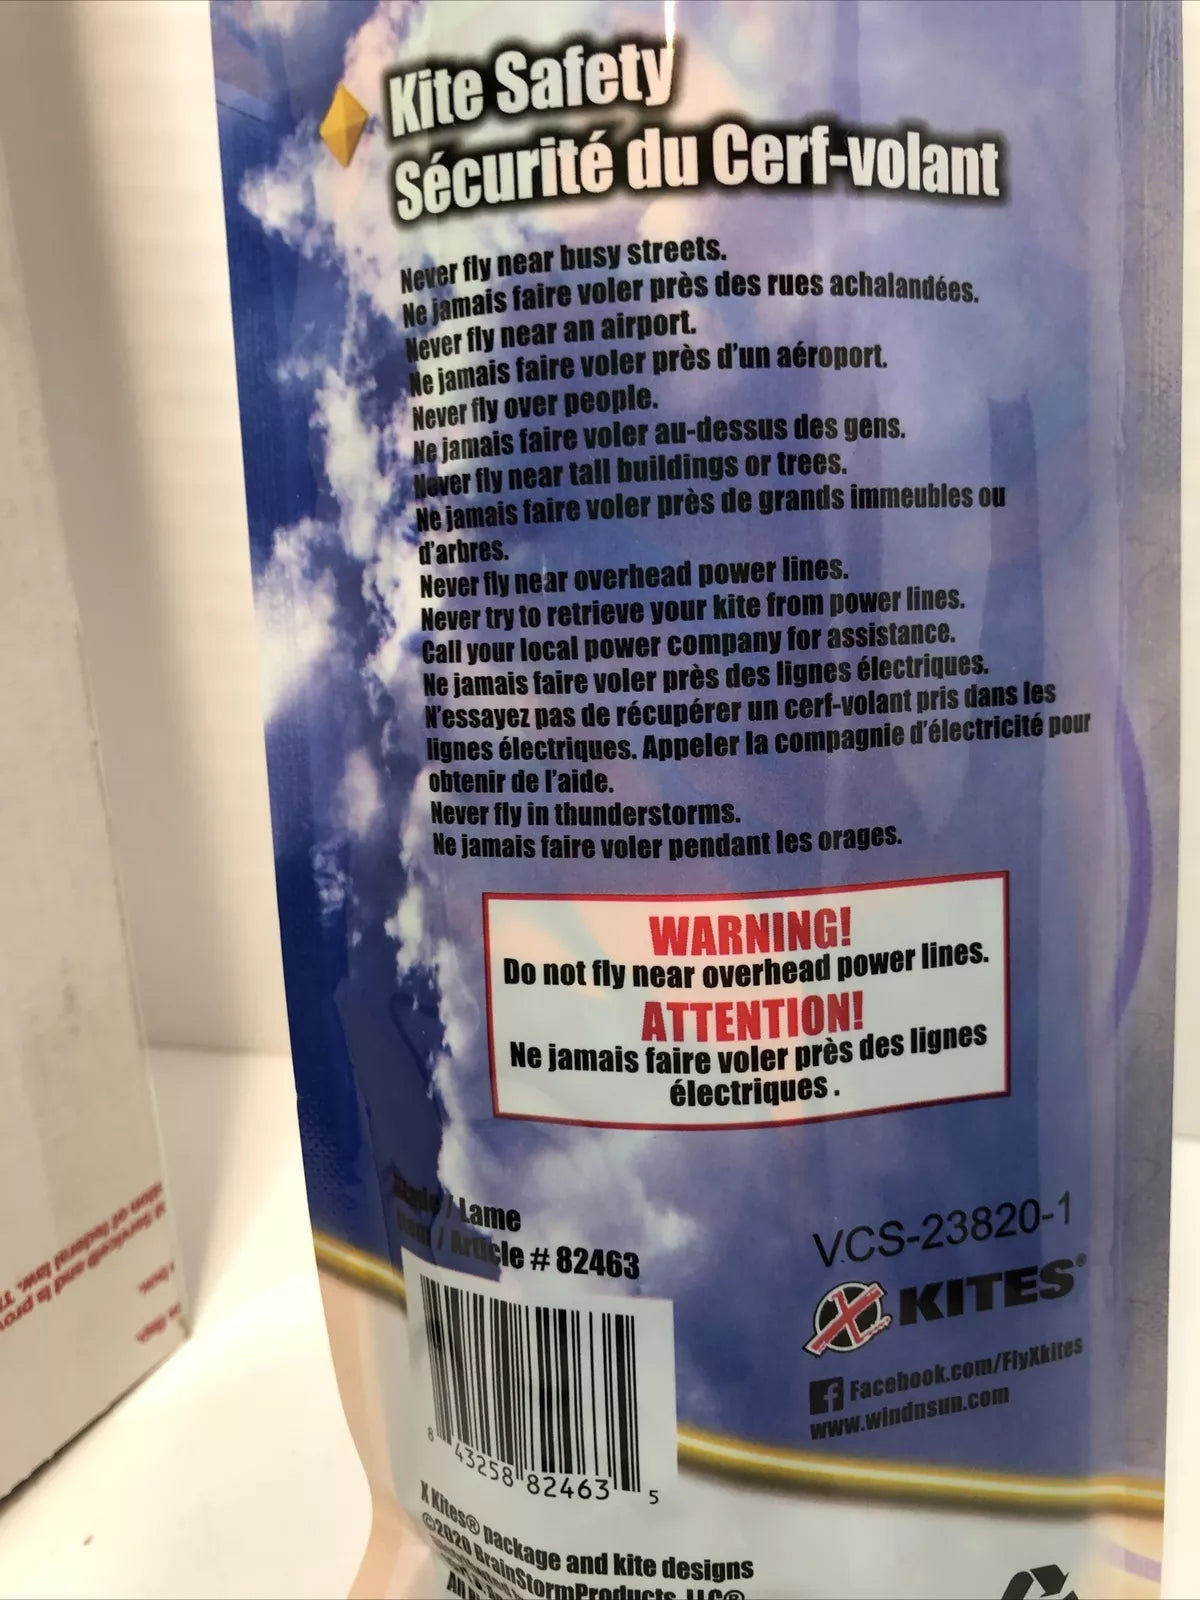 Kite Safety
Sécurité du Cerf-volant
Never fly near busy streets.
Ne jamais faire voler près des rues achalandées.
Never fly near an airport.
Ne jamais faire voler près d'un aéroport.
Never fly over people.
Ne jamais faire voler au-dessus des gens.
Never fly near tall buildings or trees.
Ne jamais faire voler près de grands immeubles ou
d'arbres.
Never fly near overhead power lines.
Never try to retrieve your kite from power lines.
Call your local power company for assistance.
Ne jamais faire voler près des lignes électriques.
N'essayez pas de récupérer un cerf-volant pris dans les
lignes électriques. Appeler la compagnie d'électricité pour
obtenir de l'aide.
Never fly in thunderstorms.
Ne jamais faire voler pendant les orages.
WARNING!
Do not fly near overhead power lines.
ATTENTION!
Ne jamais faire voler près des lignes
électriques .
/ Lame
Item / Article # 82463
8 43258 82463 5
VCS-23820-1
X KITES®
Facebook.com/FlyXkites
www.windnsun.com
X Kites® package and kite designs
©2020 BrainStormProducts, LLC®